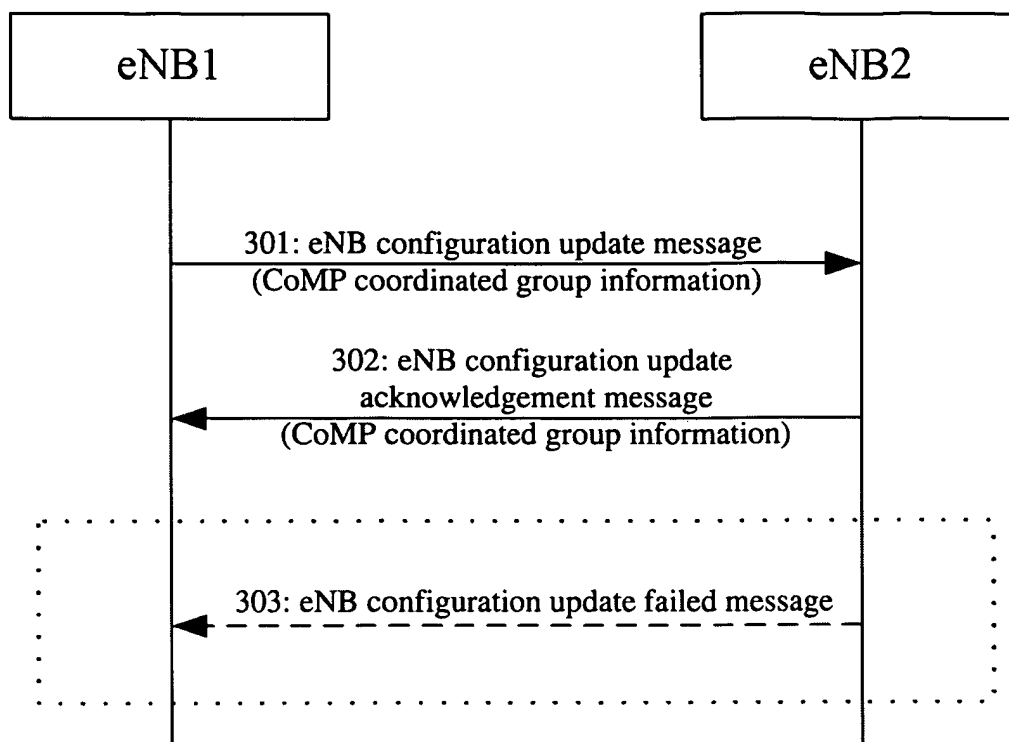 eNB1
eNB2
301: eNB configuration update message
(CoMP coordinated group information)
302: eNB configuration update
acknowledgement message
(CoMP coordinated group information)
303: eNB configuration update failed message